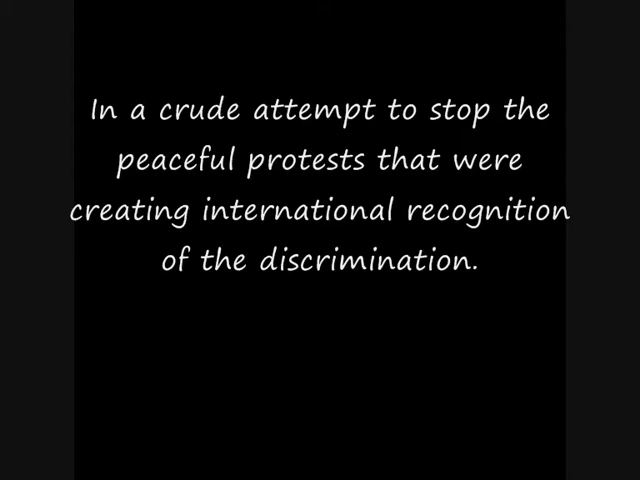 In a crude attempt to stop the
peaceful protests that were
creating international recognition
of the discrimination.